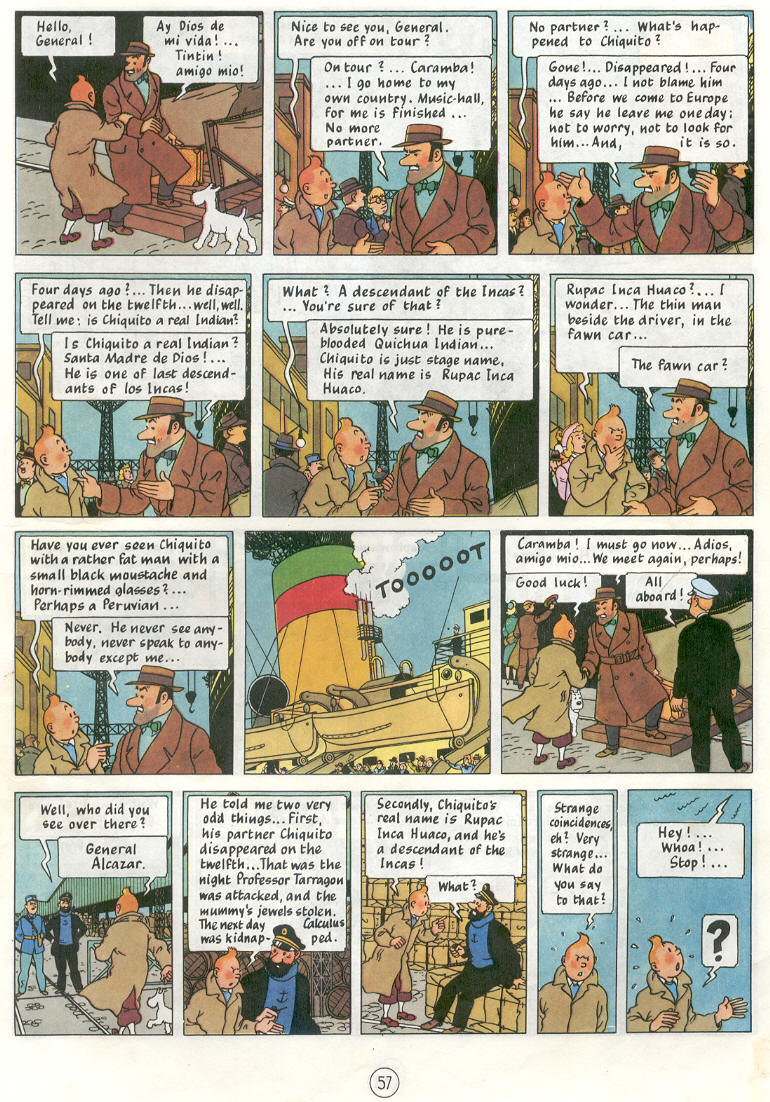 Hello,
General!
Ay Dios de
mi vida!...
Tintin!
amigo mio!
Nice to see you, General.
Are you off on tour?
On tour?... Caramba!
... I go home to my
own country. Music-hall,
for me is finished...
No more
partner.
No partner?... What's hap-
pened to Chiquito?
Gone!... Disappeared!... Four
days ago... I not blame him
... Before we come to Europe
he say he leave me one day;
not to worry, not to look for
him... And, it is so.
Four days ago?... Then he disap-
peared on the twelfth... well, well.
Tell me: is Chiquito a real Indian?
Is Chiquito a real Indian?
Santa Madre de Dios!...
He is one of last descend-
ants of los Incas!
What? A descendant of the Incas?
... You're sure of that?
Absolutely sure! He is pure-
blooded Quichua Indian...
Chiquito is just stage name,
His real name is Rupac Inca
Huaco.
Rupac Inca Huaco?... I
wonder... The thin man
beside the driver, in the
fawn car...
The fawn car?
Have you ever seen Chiquito
with a rather fat man with a
small black moustache and
horn-rimmed glasses?...
Perhaps a Peruvian...
Never. He never see any-
body, never speak to any-
body except me...
TOOOOOT
Caramba! I must go now... Adios,
amigo mio... We meet again, perhaps!
Good luck!
All
aboard!
Well, who did you
see over there?
General
Alcazar.
He told me two very
odd things... First,
his partner Chiquito
disappeared on the
twelfth... That was the
night Professor Tarragon
was attacked, and the
mummy's jewels stolen.
The next day Calculus
was kidnap- ped.
Secondly, Chiquito's
real name is Rupac
Inca Huaco, and he's
a descendant of the
Incas!
What?
Strange
coincidences,
eh? Very
strange...
What do
you say
to that?
Hey!...
Whoa!...
Stop!...
?
57